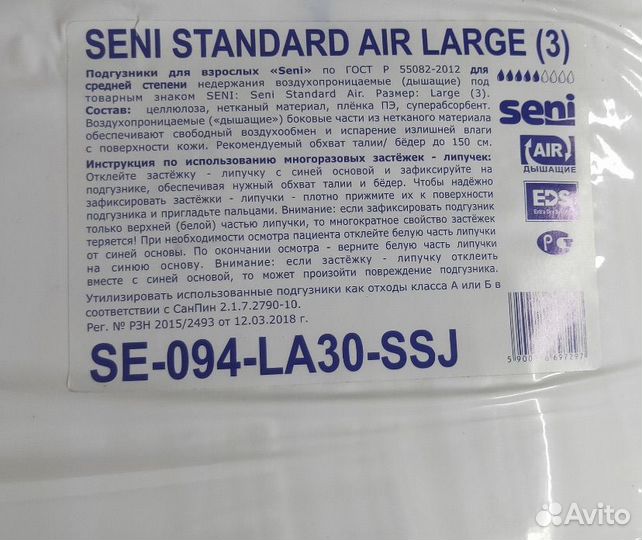 SENI STANDARD AIR LARGE (3)
Подгузники для взрослых «Seni» по ГОСТ Р 55082-2012 для
средней степени недержания воздухопроницаемые (дышащие) под
товарным знаком SENI: Seni Standard Air. Размер: Large (3).
Состав: целлюлоза, нетканый материал, плёнка ПЭ, суперабсорбент.
Воздухопроницаемые («дышащие») боковые части из нетканого материала
обеспечивают свободный воздухообмен и испарение излишней влаги
с поверхности кожи. Рекомендуемый обхват талии/ бёдер до 150 см.
seni
AIR
ДЫШАЩИЕ
EDS
Инструкция по использованию многоразовых застёжек - липучек:
Отклейте застёжку - липучку с синей основой и зафиксируйте на
подгузнике, обеспечивая нужный обхват талии и бёдер. Чтобы надёжно
зафиксировать застёжки - липучки - плотно прижмите их к поверхности
подгузника и пригладьте пальцами. Внимание: если зафиксировать подгузник
только верхней (белой) частью липучки, то многократное свойство застёжек
теряется! При необходимости осмотра пациента отклейте белую часть липучки
от синей основы. По окончании осмотра - верните белую часть липучки
на синюю основу. Внимание: если застёжку - липучку отклеить
вместе с синей основой, то может произойти повреждение подгузника.
Утилизировать использованные подгузники как отходы класса А или Б в
соответствии с СанПин 2.1.7.2790-10.
Рег. № РЗН 2015/2493 от 12.03.2018 г.
SE-094-LA30-SSJ
Avito